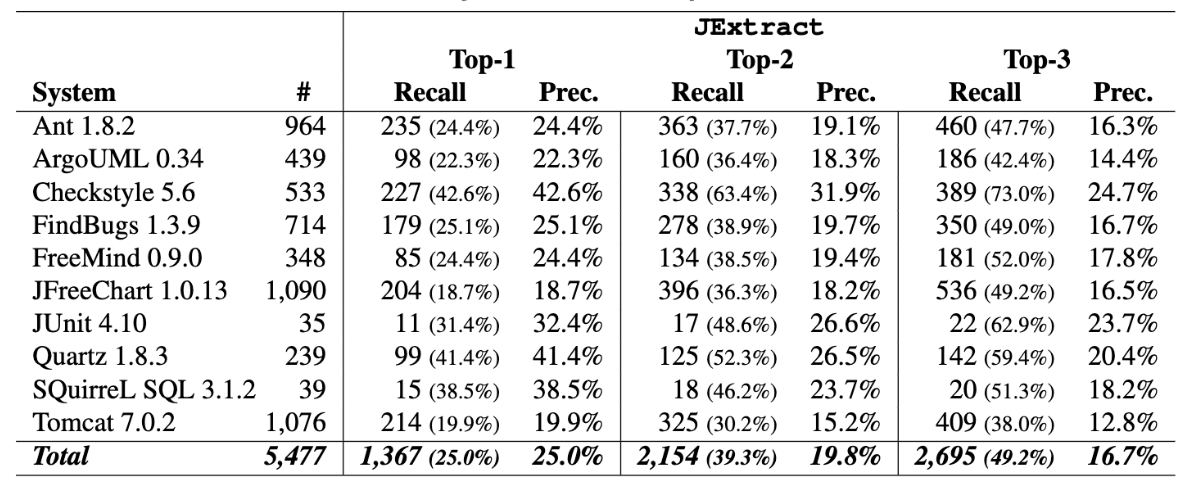 JExtract
Top-1 Top-2 Top-3
System # Recall Prec. Recall Prec. Recall Prec.
Ant 1.8.2 964 235 (24.4%) 24.4% 363 (37.7%) 19.1% 460 (47.7%) 16.3%
ArgoUML 0.34 439 98 (22.3%) 22.3% 160 (36.4%) 18.3% 186 (42.4%) 14.4%
Checkstyle 5.6 533 227 (42.6%) 42.6% 338 (63.4%) 31.9% 389 (73.0%) 24.7%
FindBugs 1.3.9 714 179 (25.1%) 25.1% 278 (38.9%) 19.7% 350 (49.0%) 16.7%
FreeMind 0.9.0 348 85 (24.4%) 24.4% 134 (38.5%) 19.4% 181 (52.0%) 17.8%
JFreeChart 1.0.13 1,090 204 (18.7%) 18.7% 396 (36.3%) 18.2% 536 (49.2%) 16.5%
JUnit 4.10 35 11 (31.4%) 32.4% 17 (48.6%) 26.6% 22 (62.9%) 23.7%
Quartz 1.8.3 239 99 (41.4%) 41.4% 125 (52.3%) 26.5% 142 (59.4%) 20.4%
SQuirreL SQL 3.1.2 39 15 (38.5%) 38.5% 18 (46.2%) 23.7% 20 (51.3%) 18.2%
Tomcat 7.0.2 1,076 214 (19.9%) 19.9% 325 (30.2%) 15.2% 409 (38.0%) 12.8%
Total 5,477 1,367 (25.0%) 25.0% 2,154 (39.3%) 19.8% 2,695 (49.2%) 16.7%